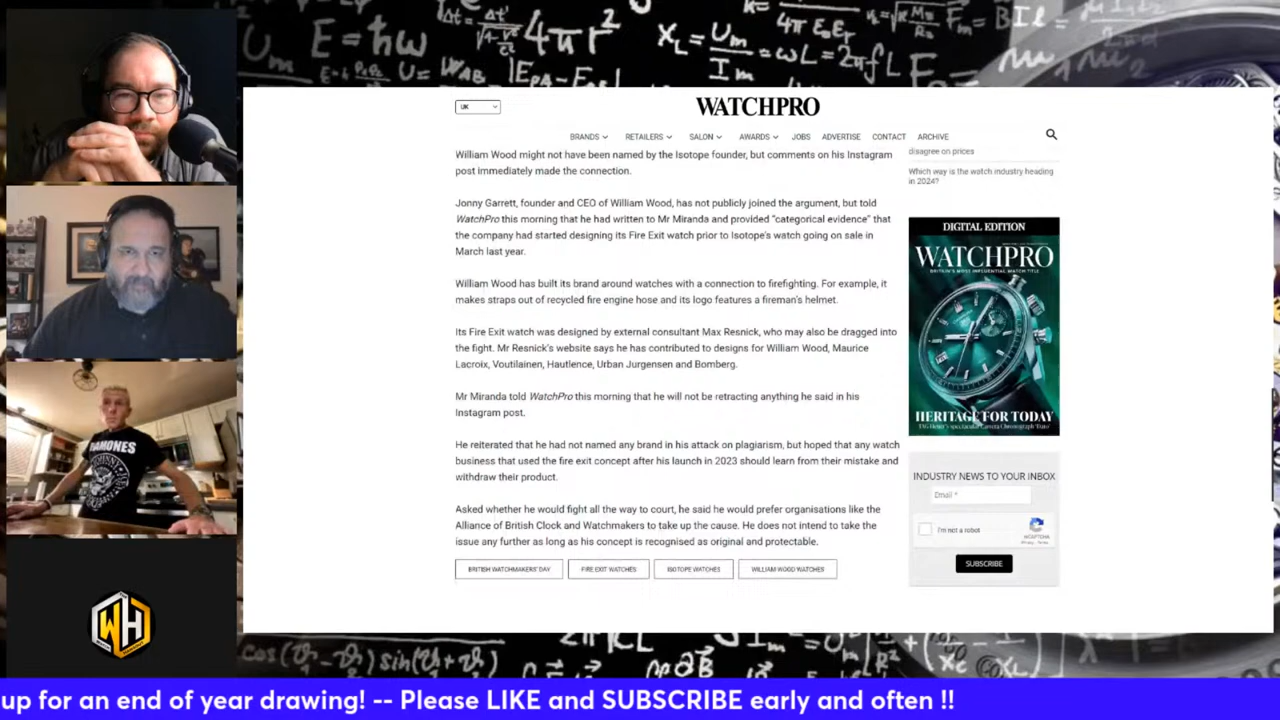 UK
WATCHPRO
BRANDS RETAILERS SALON AWARDS JOBS ADVERTISE CONTACT ARCHIVE
William Wood might not have been named by the Isotope founder, but comments on his Instagram
post immediately made the connection.
Jonny Garrett, founder and CEO of William Wood, has not publicly joined the argument, but told
WatchPro this morning that he had written to Mr Miranda and provided “categorical evidence” that
the company had started designing its Fire Exit watch prior to Isotope's watch going on sale in
March last year.
William Wood has built its brand around watches with a connection to firefighting. For example, it
makes straps out of recycled fire engine hose and its logo features a fireman's helmet.
Its Fire Exit watch was designed by external consultant Max Resnick, who may also be dragged into
the fight. Mr Resnick's website says he has contributed to designs for William Wood, Maurice
Lacroix, Voutilainen, Hautlence, Urban Jurgensen and Bomberg.
Mr Miranda told WatchPro this morning that he will not be retracting anything he said in his
Instagram post.
He reiterated that he had not named any brand in his attack on plagiarism, but hoped that any watch
business that used the fire exit concept after his launch in 2023 should learn from their mistake and
withdraw their product.
Asked whether he would fight all the way to court, he said he would prefer organisations like the
Alliance of British Clock and Watchmakers to take up the cause. He does not intend to take the
issue any further as long as his concept is recognised as original and protectable.
BRITISH WATCHMAKERS' DAY FIRE EXIT WATCHES ISOTOPE WATCHES WILLIAM WOOD WATCHES
disagree on prices
Which way is the watch industry heading
in 2024?
DIGITAL EDITION
WATCHPRO
BRITAIN'S MOST INFLUENTIAL WATCH TITLE
HERITAGE FOR TODAY
INDUSTRY NEWS TO YOUR INBOX
Email *
I'm not a robot
reCAPTCHA
Privacy - Terms
SUBSCRIBE
RAMONES
WH
up for an end of year drawing! -- Please LIKE and SUBSCRIBE early and often !!